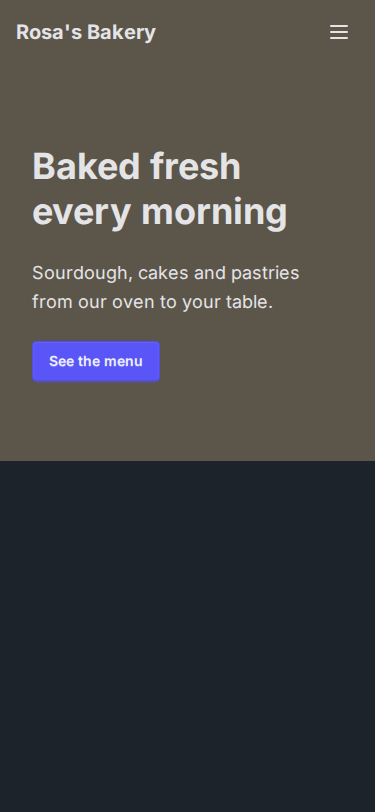 Rosa's Bakery
Baked fresh
every morning
Sourdough, cakes and pastries
from our oven to your table.
See the menu